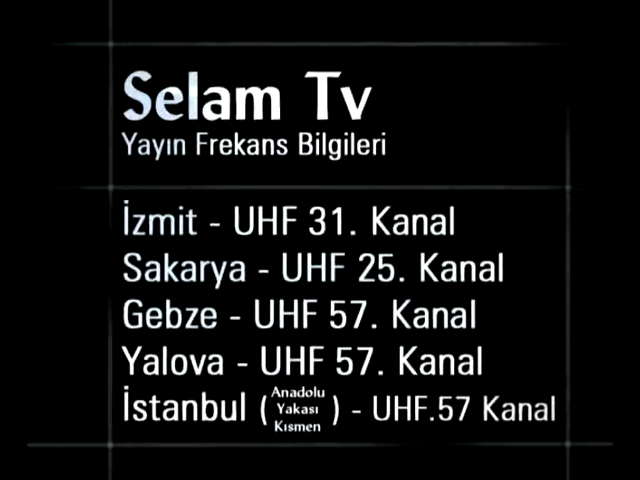 Selam Tv
Yayın Frekans Bilgileri
İzmit - UHF 31. Kanal
Sakarya - UHF 25. Kanal
Gebze - UHF 57. Kanal
Yalova - UHF 57. Kanal
İstanbul (Anadolu Yakası Kısmen) - UHF.57 Kanal